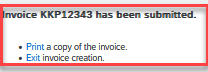 Invoice KKP12343 has been submitted.
• Print a copy of the invoice.
• Exit invoice creation.